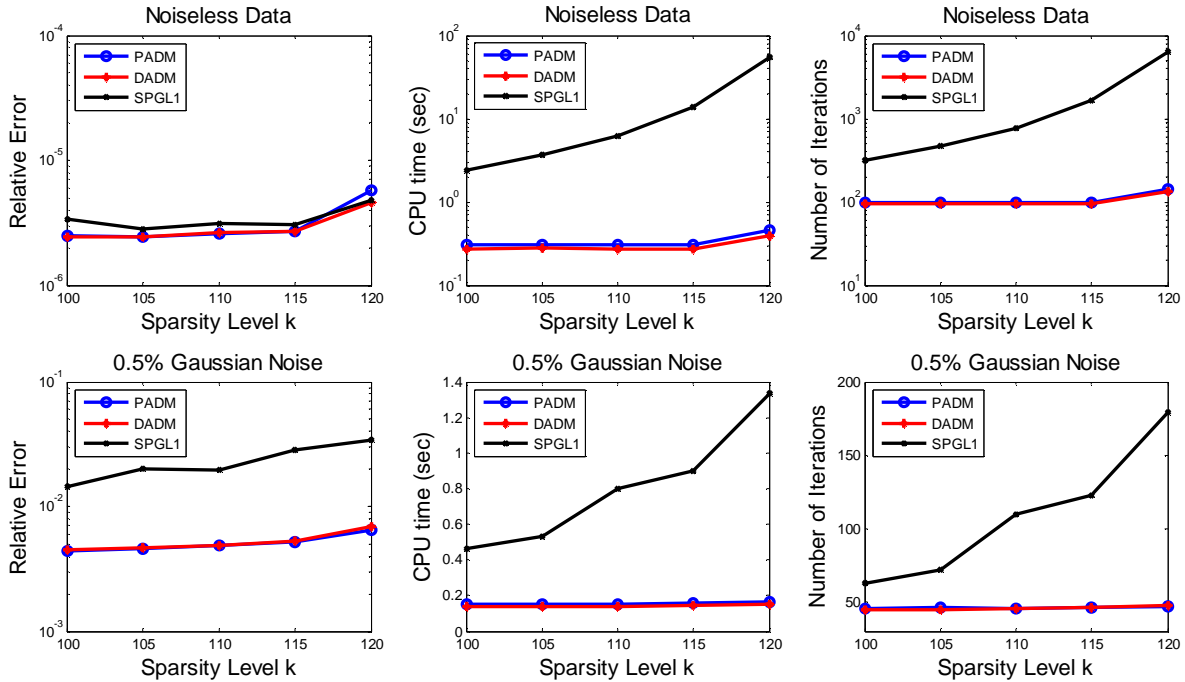 Noiseless Data
10^-4
10^-5
10^-6
Relative Error
PADM
DADM
SPGL1
100 105 110 115 120
Sparsity Level k
Noiseless Data
10^2
10^1
10^0
10^-1
CPU time (sec)
PADM
DADM
SPGL1
100 105 110 115 120
Sparsity Level k
Noiseless Data
10^4
10^3
10^2
10^1
Number of Iterations
PADM
DADM
SPGL1
100 105 110 115 120
Sparsity Level k
0.5% Gaussian Noise
10^-1
10^-2
10^-3
Relative Error
PADM
DADM
SPGL1
100 105 110 115 120
Sparsity Level k
0.5% Gaussian Noise
1.4
1.2
1
0.8
0.6
0.4
0.2
0
CPU time (sec)
PADM
DADM
SPGL1
100 105 110 115 120
Sparsity Level k
0.5% Gaussian Noise
200
150
100
50
Number of Iterations
PADM
DADM
SPGL1
100 105 110 115 120
Sparsity Level k